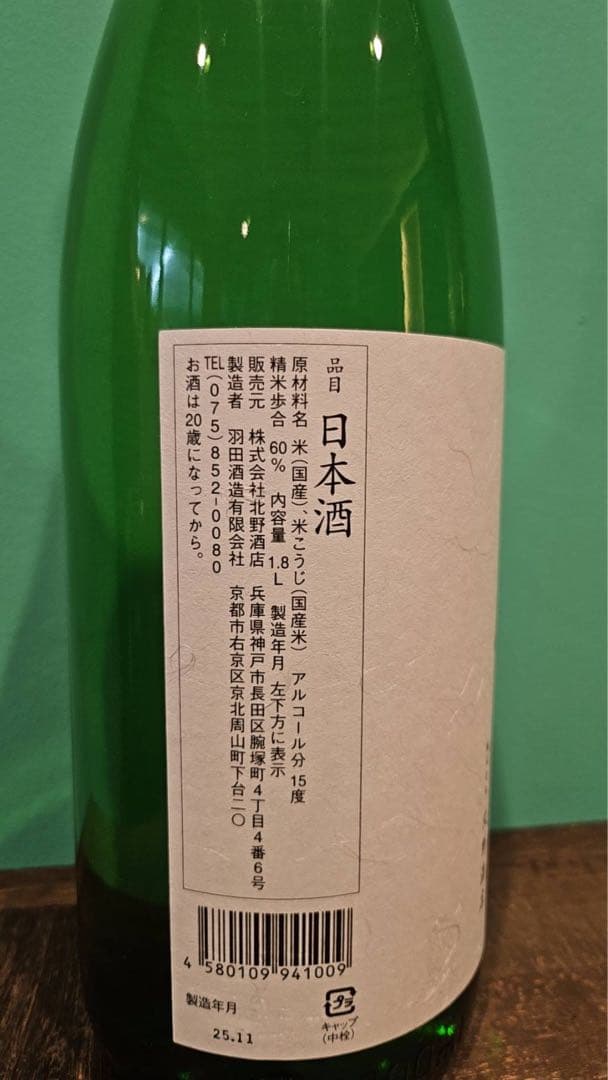 品目 日本酒
原材料名 米(国産)、米こうじ(国産米) アルコール分 15度
精米歩合 60% 内容量 1.8L 製造年月 左下方に表示
販売元 株式会社北野酒店 兵庫県神戸市長田区腕塚町4丁目4番6号
製造者 羽田酒造有限会社 京都市右京区京北周山町下台二〇
TEL(075)852-0080
お酒は20歳になってから。
4 580109 941009
製造年月
25.11
プラ
キャップ
(中栓)